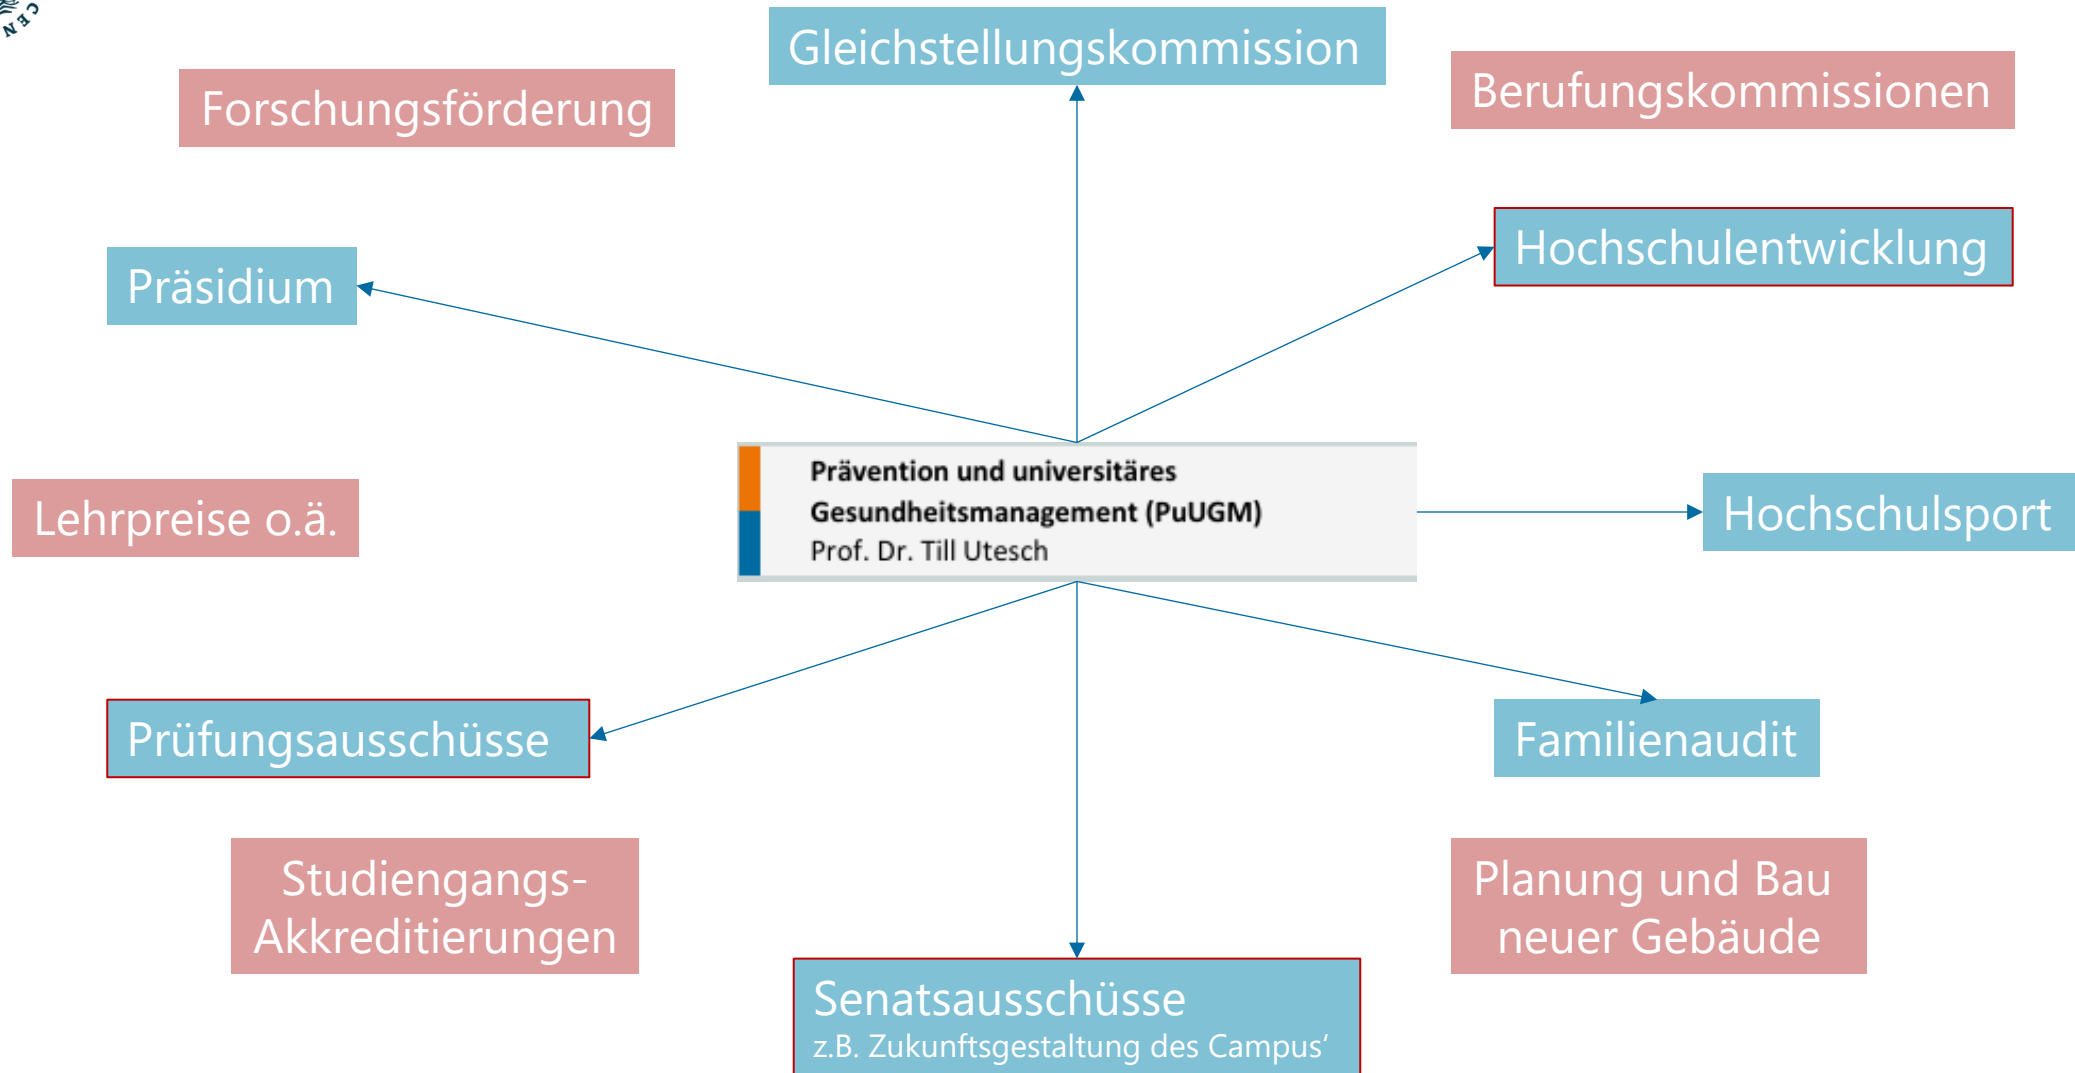 CEN
Gleichstellungskommission
Forschungsförderung
Berufungskommissionen
Hochschulentwicklung
Präsidium
Prävention und universitäres
Gesundheitsmanagement (PuUGM)
Prof. Dr. Till Utesch
Lehrpreise o.ä.
Hochschulsport
Prüfungsausschüsse
Familienaudit
Studiengangs-
Akkreditierungen
Planung und Bau
neuer Gebäude
Senatsausschüsse
z.B. Zukunftsgestaltung des Campus’